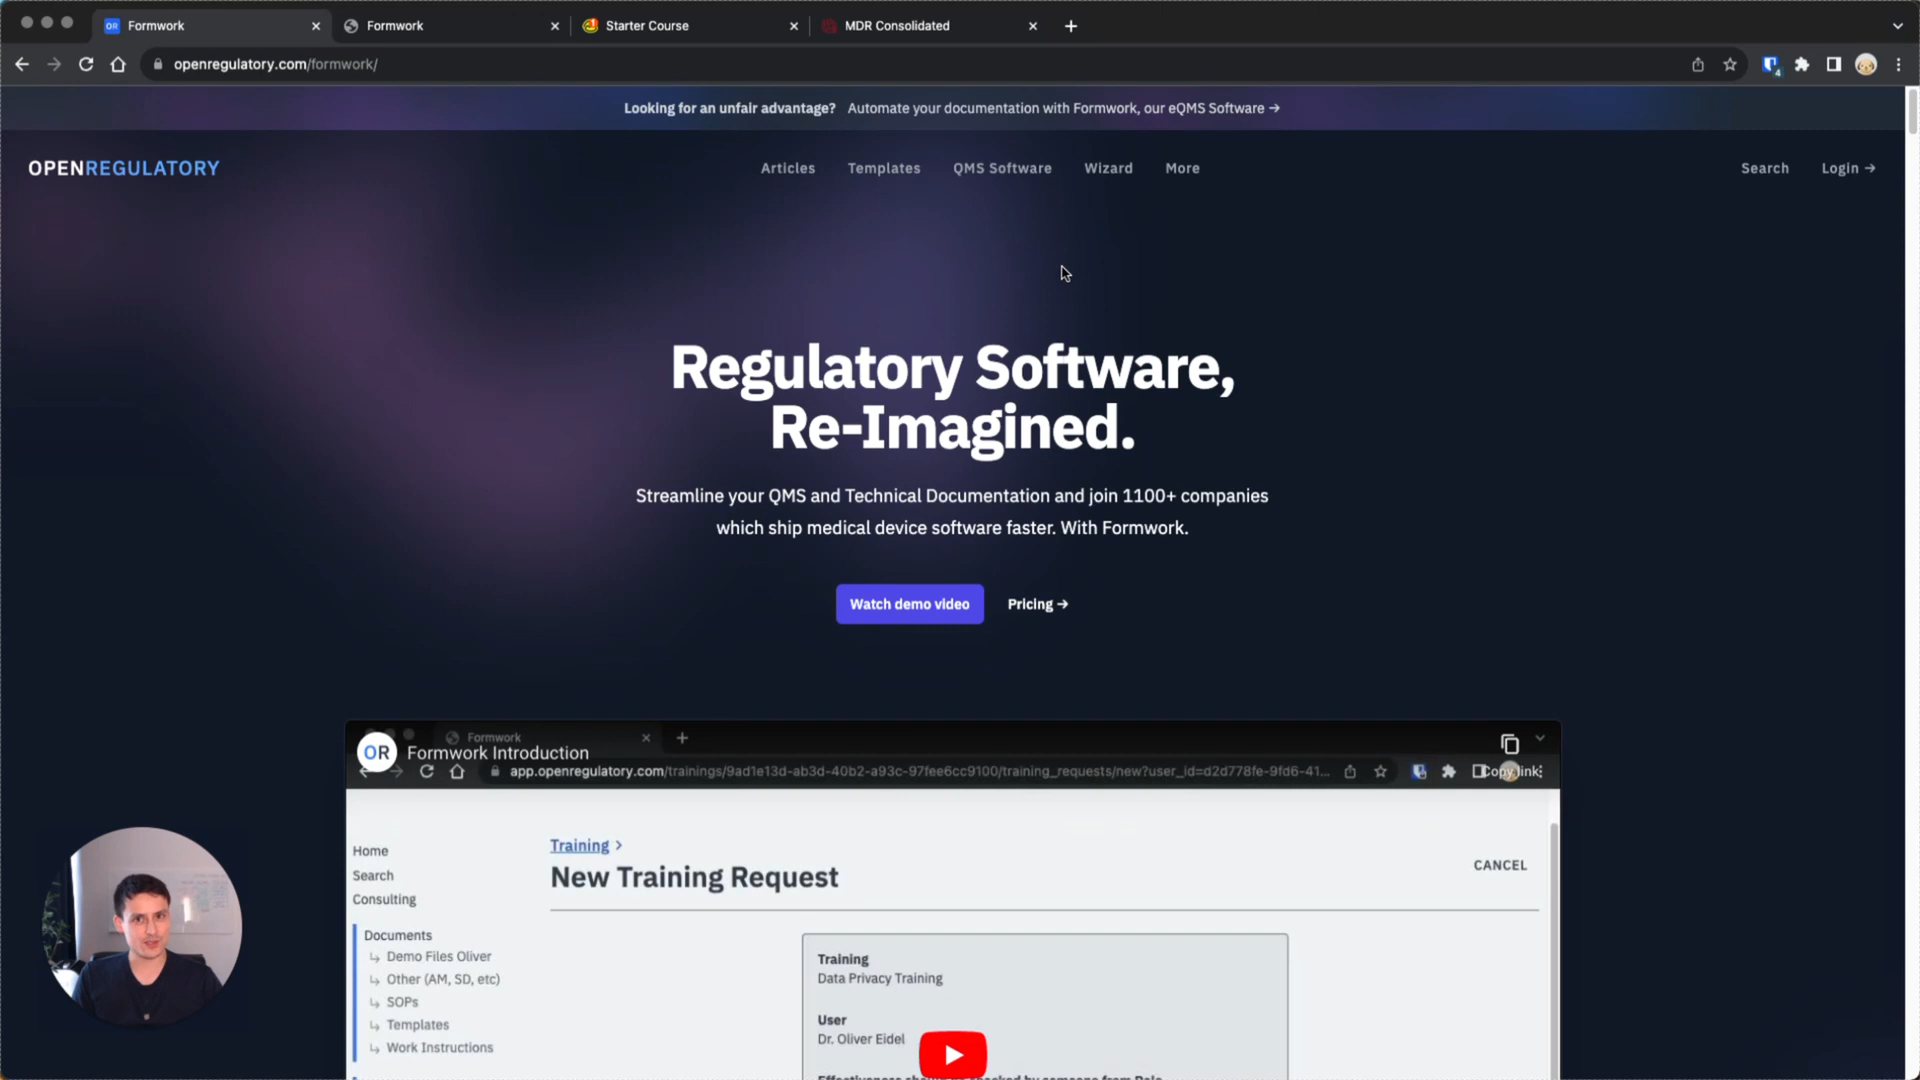 Formwork
Formwork
Starter Course
MDR Consolidated
openregulatory.com/formwork/
4
Looking for an unfair advantage? Automate your documentation with Formwork, our eQMS Software →
OPENREGULATORY
Articles
Templates
QMS Software
Wizard
More
Search
Login →
Regulatory Software,
Re-Imagined.
Streamline your QMS and Technical Documentation and join 1100+ companies
which ship medical device software faster. With Formwork.
Watch demo video
Pricing →
Formwork
OR
Formwork Introduction
app.openregulatory.com/trainings/9ad1e13d-ab3d-40b2-a93c-97fee6cc9100/training_requests/new?user_id=d2d778fe-9fd6-41...
Copy link
Home
Search
Consulting
Documents
↳ Demo Files Oliver
↳ Other (AM, SD, etc)
↳ SOPs
↳ Templates
↳ Work Instructions
Training >
New Training Request
CANCEL
Training
Data Privacy Training
User
Dr. Oliver Eidel